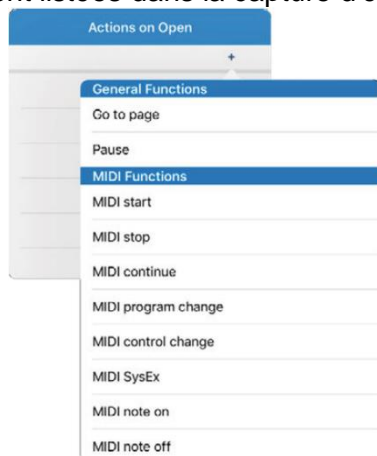 Actions on Open
+
General Functions
Go to page
Pause
MIDI Functions
MIDI start
MIDI stop
MIDI continue
MIDI program change
MIDI control change
MIDI SysEx
MIDI note on
MIDI note off